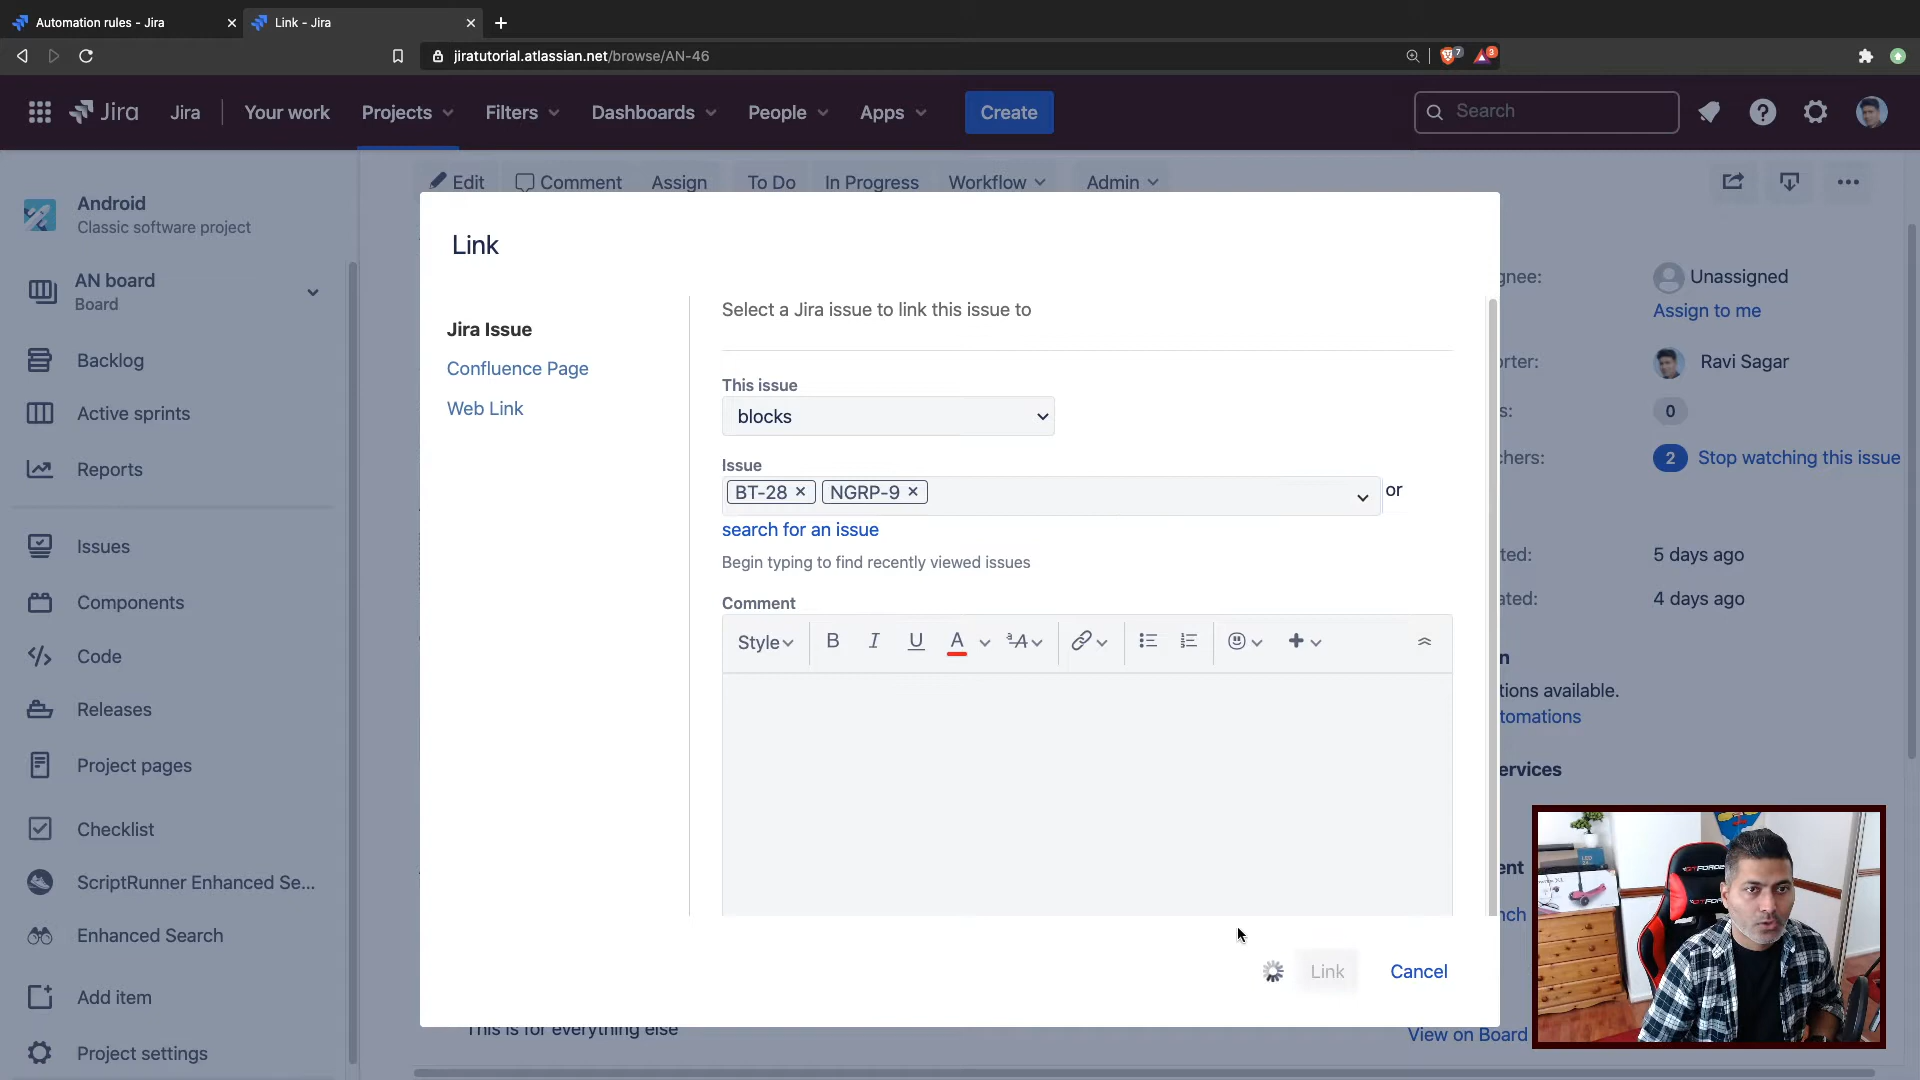 Automation rules - Jira
Link - Jira
jiratutorial.atlassian.net/browse/AN-46
7
3
Jira
Jira
Your work
Projects
Filters
Dashboards
People
Apps
Create
Search
Android
Classic software project
AN board
Board
Backlog
Active sprints
Reports
Issues
Components
Code
Releases
Project pages
Checklist
ScriptRunner Enhanced Se...
Enhanced Search
Add item
Project settings
Edit
Comment
Assign
To Do
In Progress
Workflow
Admin
Link
Jira Issue
Confluence Page
Web Link
Select a Jira issue to link this issue to
This issue
blocks
Issue
BT-28
NGRP-9
or
search for an issue
Begin typing to find recently viewed issues
Comment
Style
B
I
U
A
Link
Cancel
gnee:
Unassigned
Assign to me
rter:
Ravi Sagar
s:
0
hers:
2
Stop watching this issue
ted:
5 days ago
ated:
4 days ago
n
tions available.
tomations
ervices
ent
nch
This is for everything else
View on Board